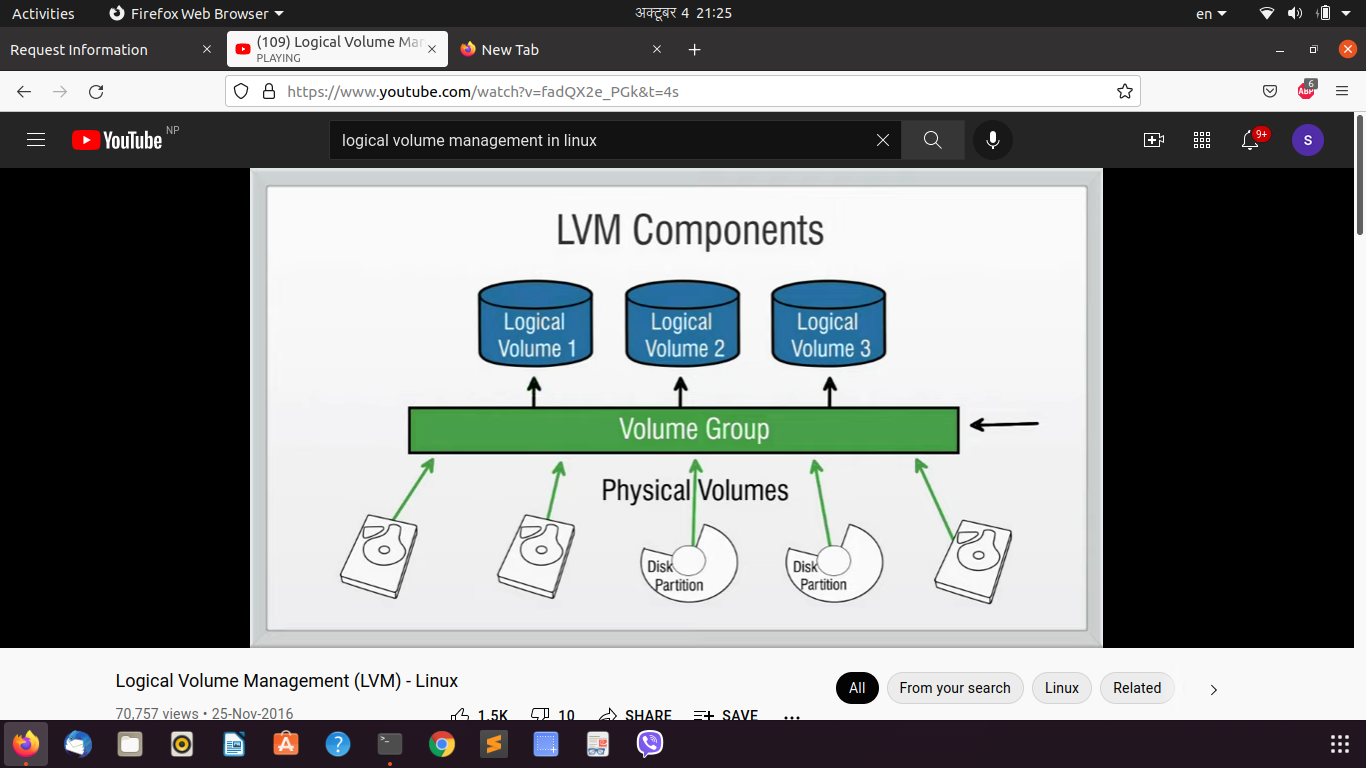 Activities Firefox Web Browser अक्टूबर 4 21:25 en
Request Information (109) Logical Volume Mar New Tab
PLAYING
https://www.youtube.com/watch?v=fadQX2e_PGk&t=4s ABP 6
YouTube NP logical volume management in linux 9+ S
LVM Components
Logical Volume 1
Logical Volume 2
Logical Volume 3
Volume Group
Physical Volumes
Disk Partition
Disk Partition
Logical Volume Management (LVM) - Linux
All From your search Linux Related
70,757 views • 25-Nov-2016 1.5K 10 SHARE SAVE